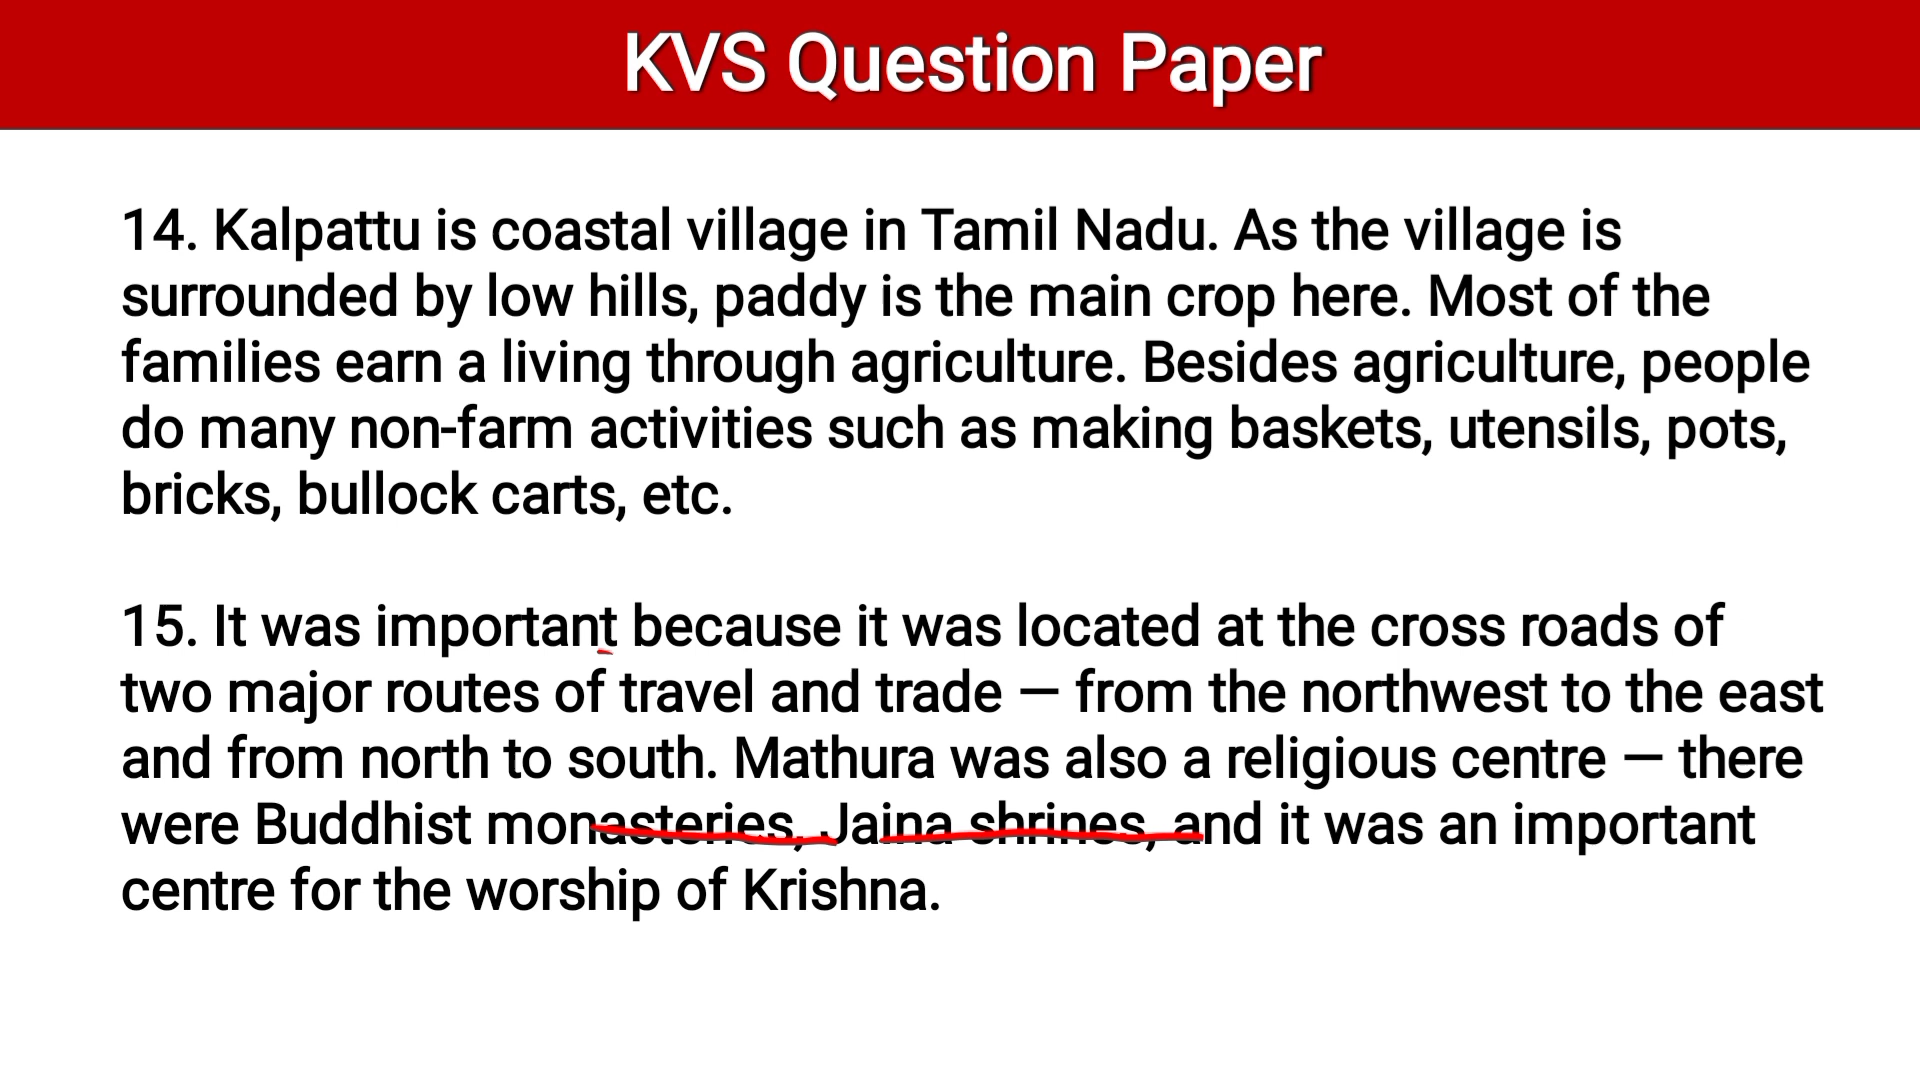 KVS Question Paper
14. Kalpattu is coastal village in Tamil Nadu. As the village is
surrounded by low hills, paddy is the main crop here. Most of the
families earn a living through agriculture. Besides agriculture, people
do many non-farm activities such as making baskets, utensils, pots,
bricks, bullock carts, etc.
15. It was important because it was located at the cross roads of
two major routes of travel and trade — from the northwest to the east
and from north to south. Mathura was also a religious centre — there
were Buddhist monasteries, Jaina shrines, and it was an important
centre for the worship of Krishna.